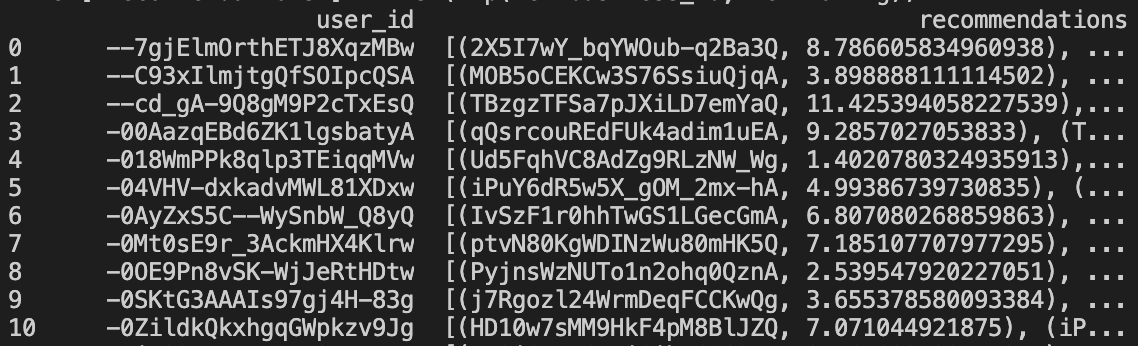 user_id recommendations
0 --7gjElmOrthETJ8XqzMBw [(2X5I7wY_bqYWOub-q2Ba3Q, 8.786605834960938), ...
1 --C93xIlmjtgQfSOIpcQSA [(MOB5oCEKCw3S76SsiuQjqA, 3.898888111114502), ...
2 --cd_gA-9Q8gM9P2cTxEsQ [(TBzgzTFSa7pJXiLD7emYaQ, 11.425394058227539),...
3 -00AazqEBd6ZK1lgsbatyA [(qQsrcouREdFUk4adim1uEA, 9.2857027053833), (T...
4 -018WmPPk8qlp3TEiqqMVw [(Ud5FqhVC8AdZg9RLzNW_Wg, 1.4020780324935913),...
5 -04VHV-dxkadvMWL81XDxw [(iPuY6dR5w5X_gOM_2mx-hA, 4.99386739730835), (...
6 -0AyZxS5C--WySnbW_Q8yQ [(IvSzF1r0hhTwGS1LGecGmA, 6.807080268859863), ...
7 -0Mt0sE9r_3AckmHX4Klrw [(ptvN80KgWDINzWu80mHK5Q, 7.185107707977295), ...
8 -0OE9Pn8vSK-WjJeRtHDtw [(PyjnsWzNUTo1n2ohq0QznA, 2.539547920227051), ...
9 -0SKtG3AAAIs97gj4H-83g [(j7Rgozl24WrmDeqFCCKwQg, 3.655378580093384), ...
10 -0ZildkQkxhgqGWpkzv9Jg [(HD10w7sMM9HkF4pM8BlJZQ, 7.071044921875), (iP...